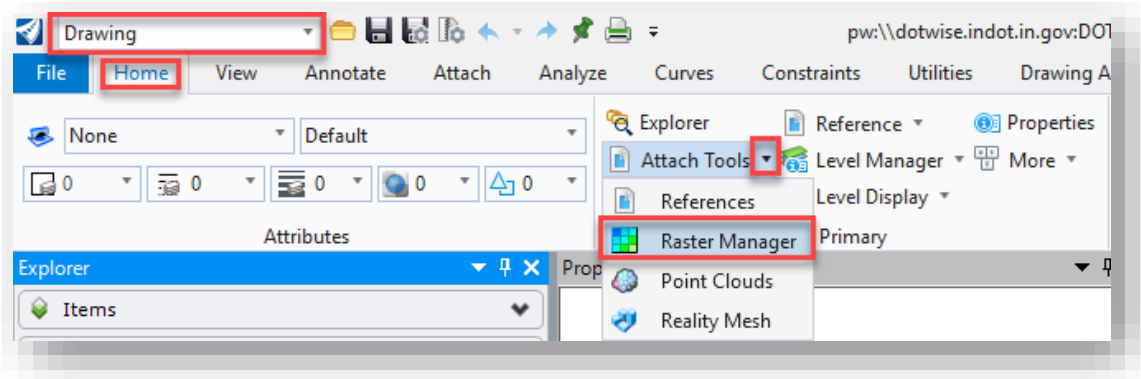 Drawing pw:\\dotwise.indot.in.gov:DOT
File Home View Annotate Attach Analyze Curves Constraints Utilities Drawing A
None Default Explorer Reference Properties
Attach Tools Level Manager More
0 0 0 0 0 References Level Display
Attributes Raster Manager Primary
Explorer Prop Point Clouds
Items Reality Mesh